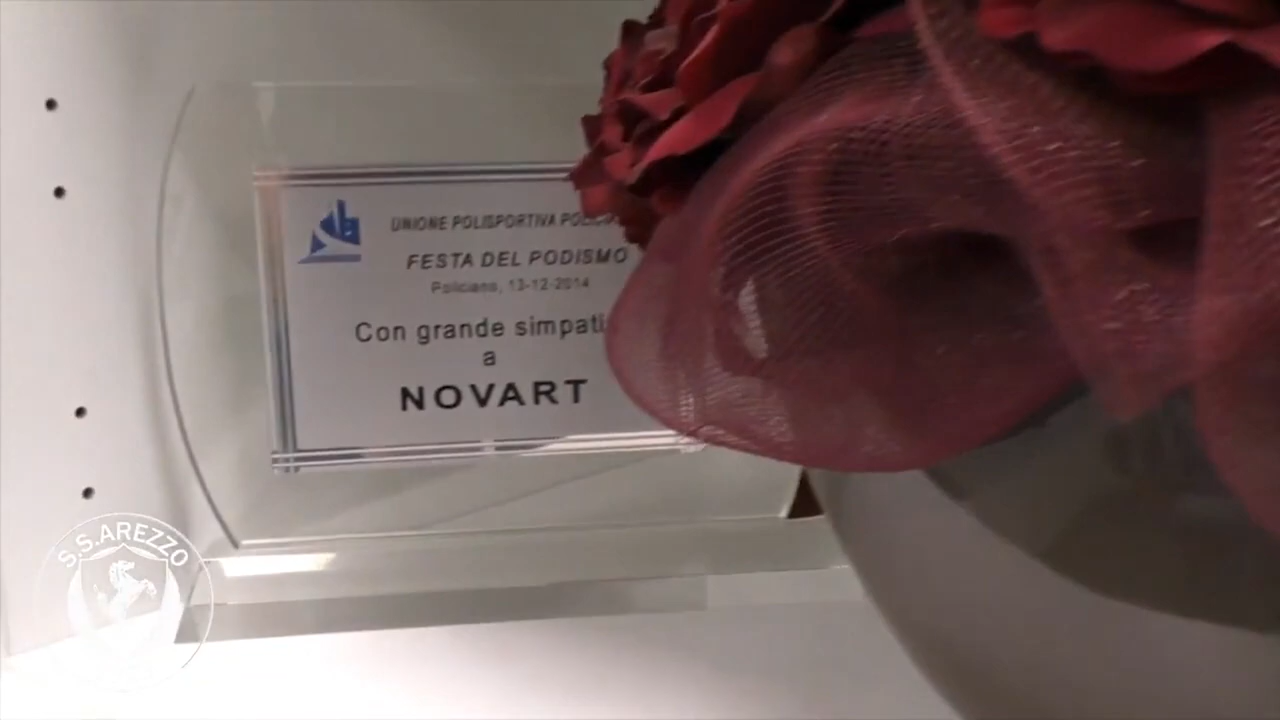 UNIONE POLISPORTIVA
FESTA DEL PODISMO
Policiano, 13-12-2014
Con grande
a
NOVART
S.S.AREZZO